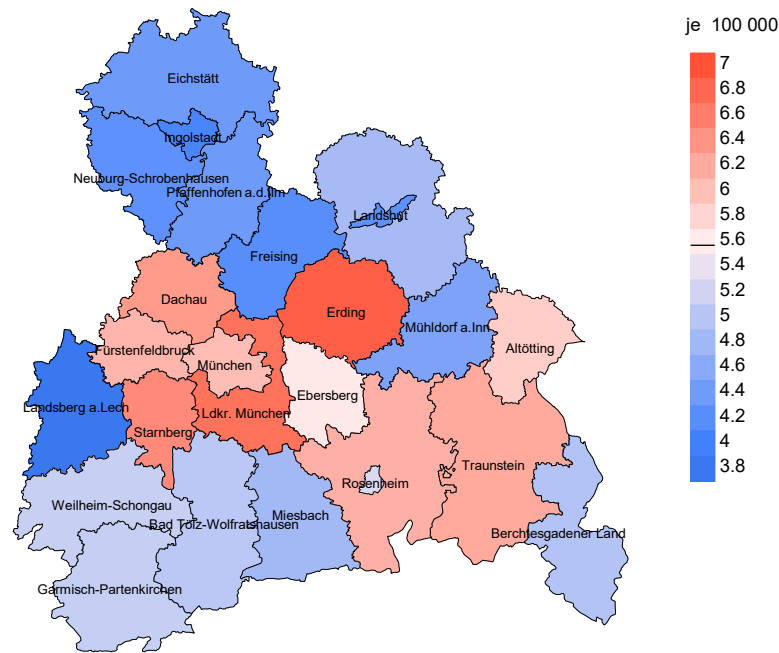 je 100 000
7
6.8
6.6
6.4
6.2
6
5.8
5.6
5.4
5.2
5
4.8
4.6
4.4
4.2
4
3.8
Eichstätt
Ingolstadt
Neuburg-Schrobenhausen
Pfaffenhofen a.d.Ilm
Landshut
Freising
Dachau
Erding
Mühldorf a.Inn
Altötting
Fürstenfeldbruck
München
Ebersberg
Landsberg a.Lech
Ldkr. München
Starnberg
Traunstein
Rosenheim
Weilheim-Schongau
Miesbach
Bad Tölz-Wolfratshausen
Berchtesgadener Land
Garmisch-Partenkirchen